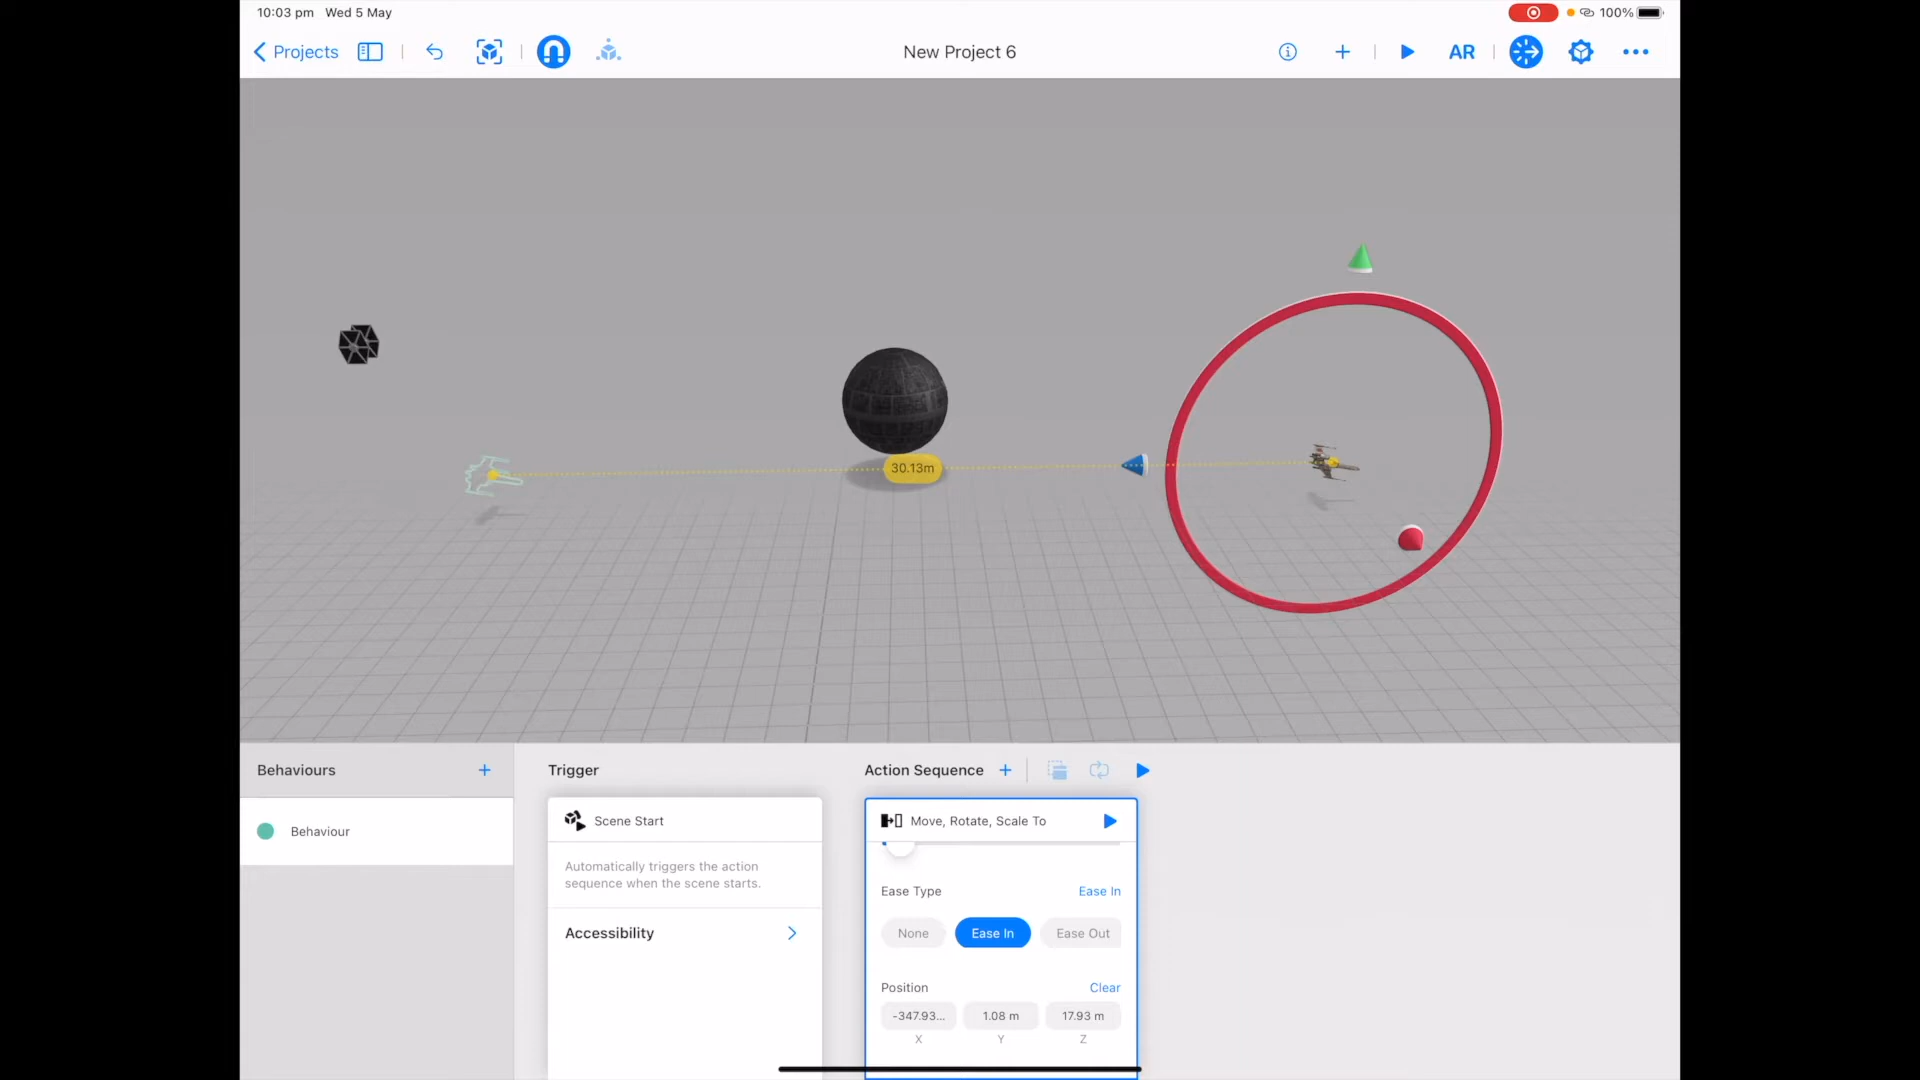 10:03 pm Wed 5 May
100%
Projects
New Project 6
AR
30.13m
Behaviours
Behaviour
Trigger
Scene Start
Automatically triggers the action
sequence when the scene starts.
Accessibility
Action Sequence
Move, Rotate, Scale To
Ease Type Ease In
None Ease In Ease Out
Position Clear
-347.93... 1.08 m 17.93 m
X Y Z